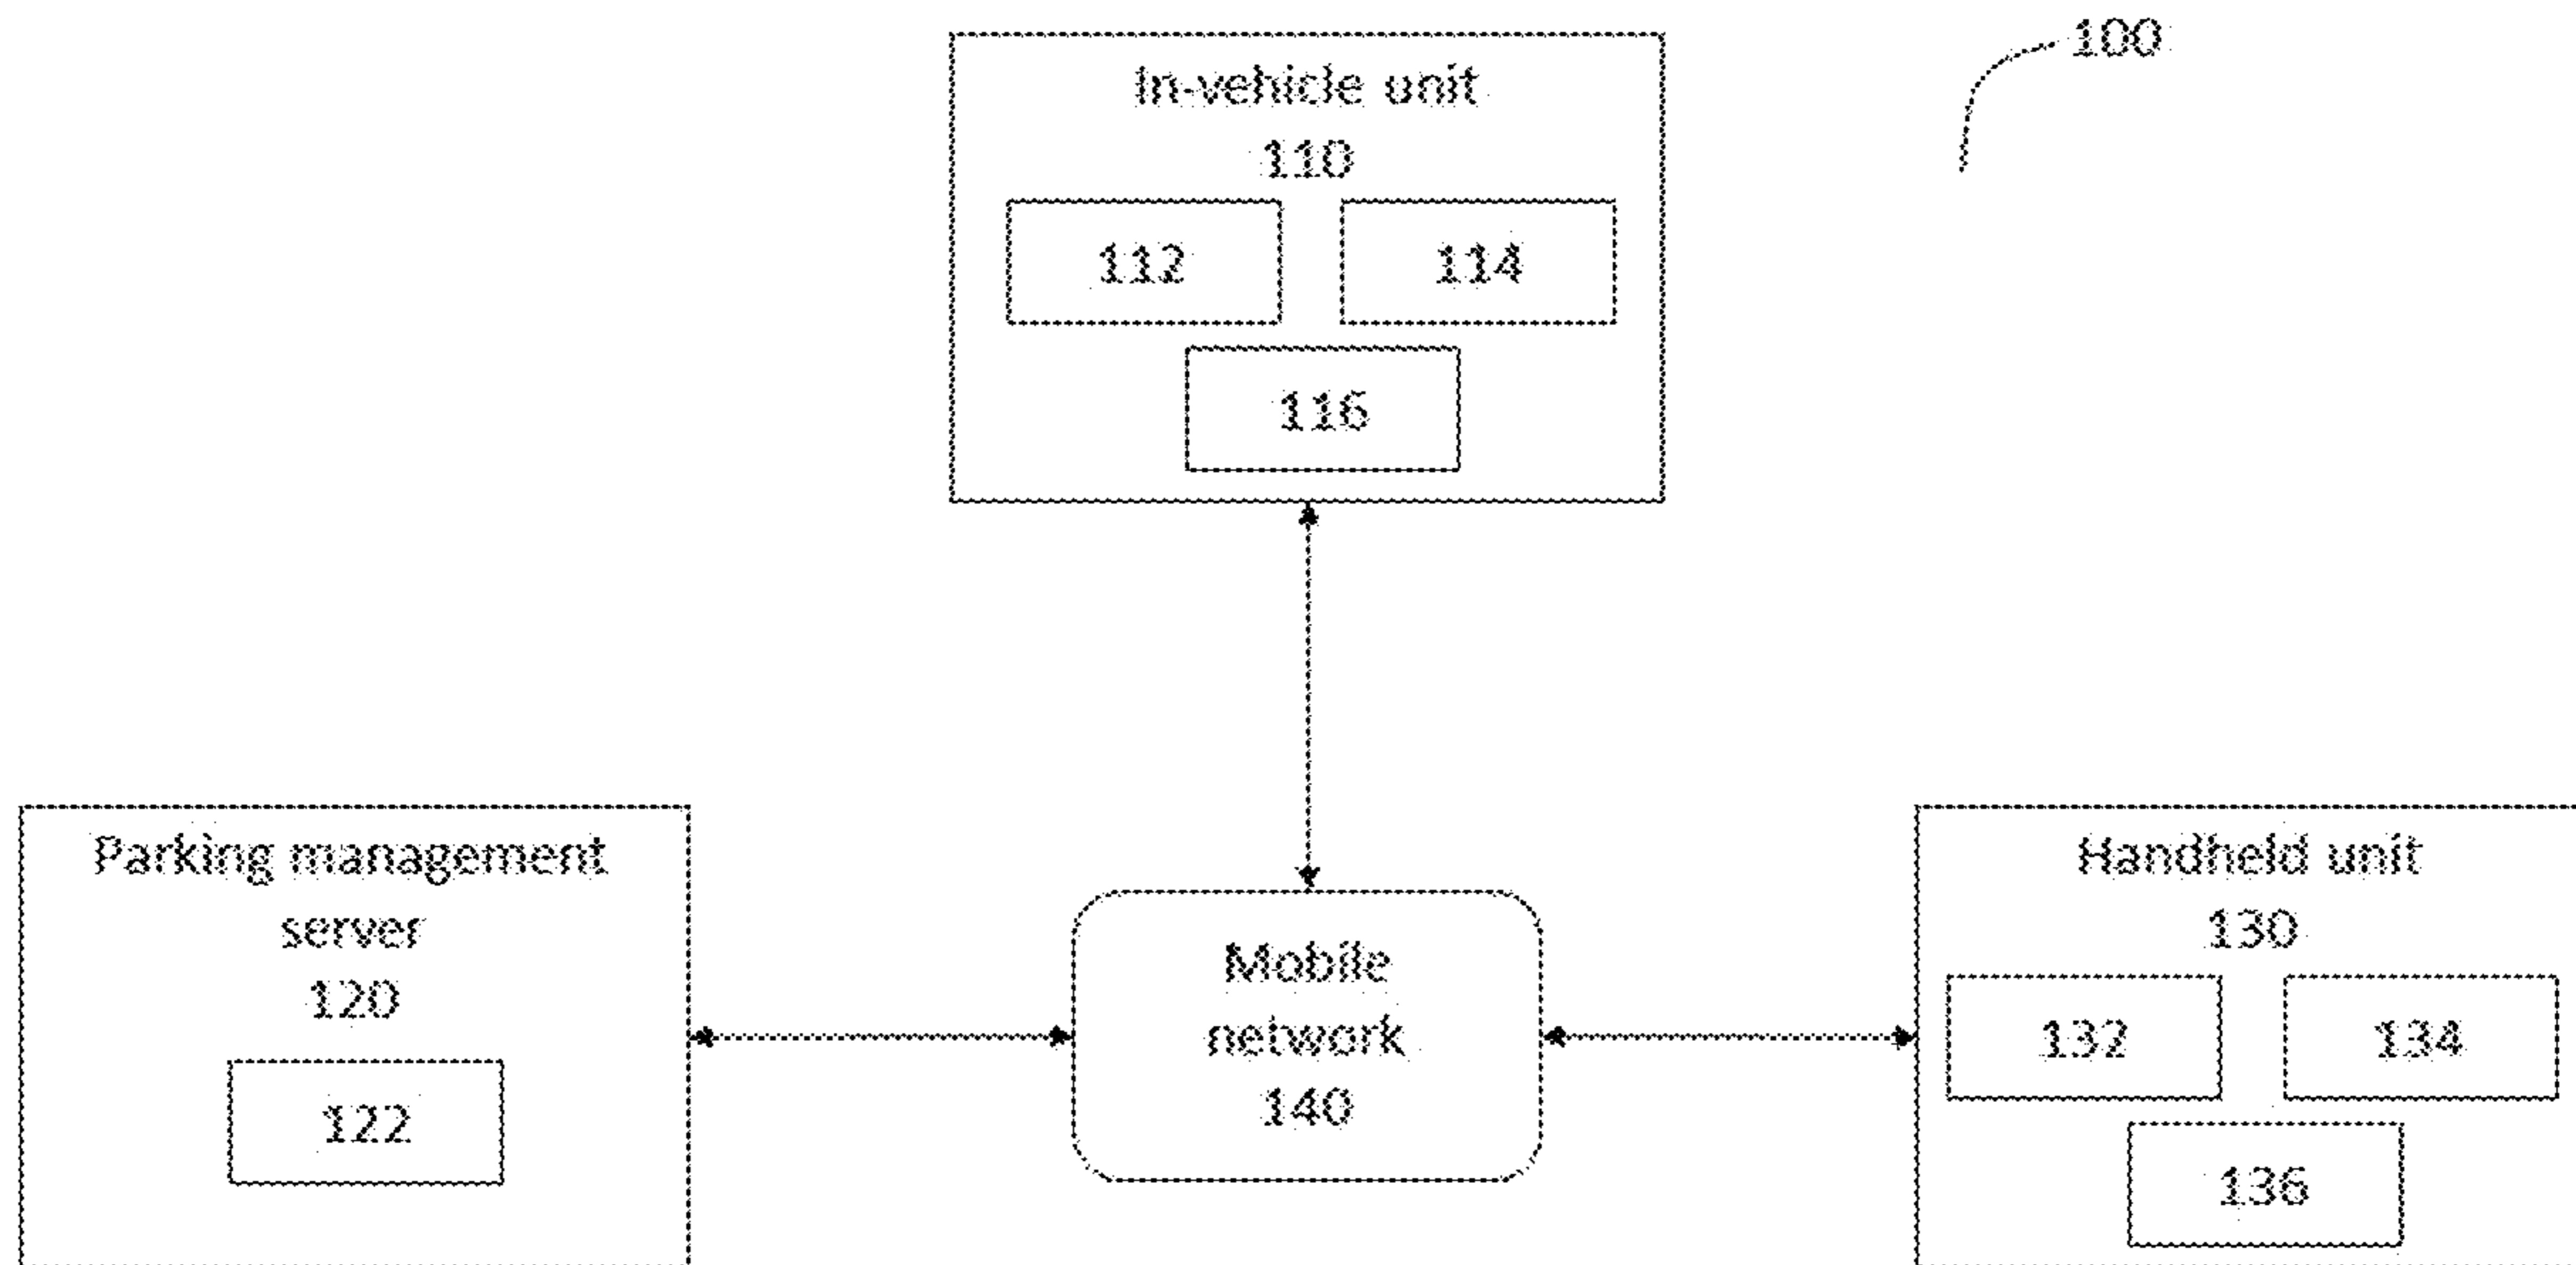 100
In-vehicle unit
110
112
114
116
Parking management
server
120
122
Mobile
network
140
Handheld unit
130
132
134
136